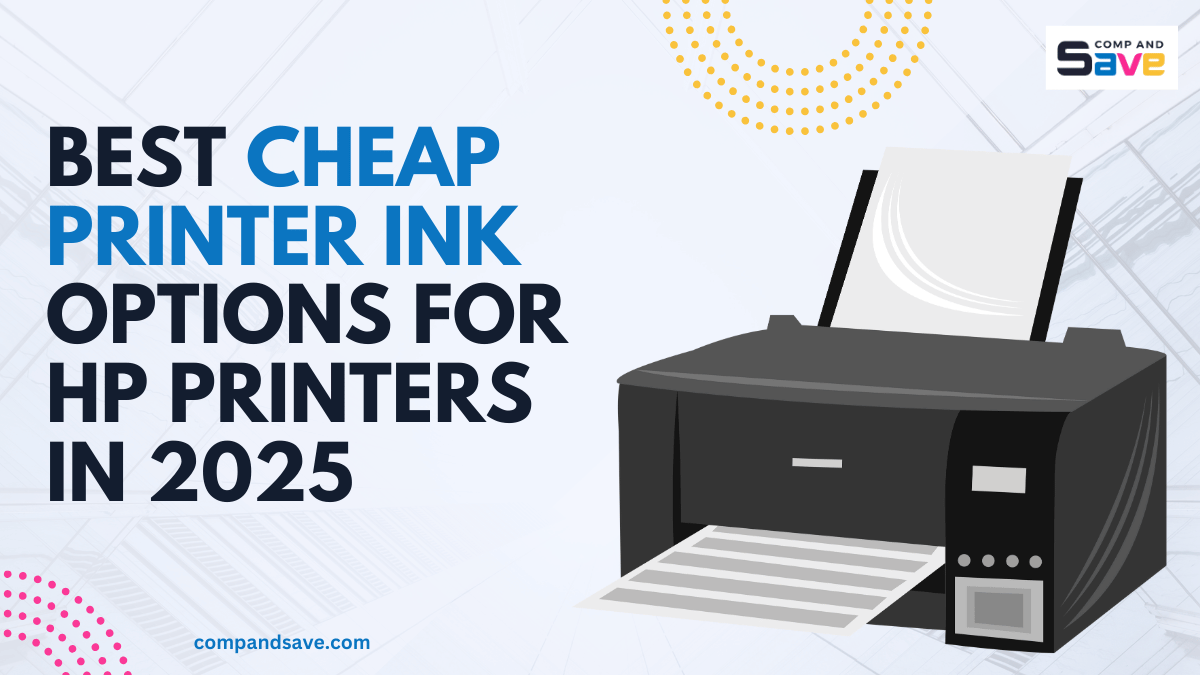 COMP AND
Save
BEST CHEAP
PRINTER INK
OPTIONS FOR
HP PRINTERS
IN 2025
compandsave.com